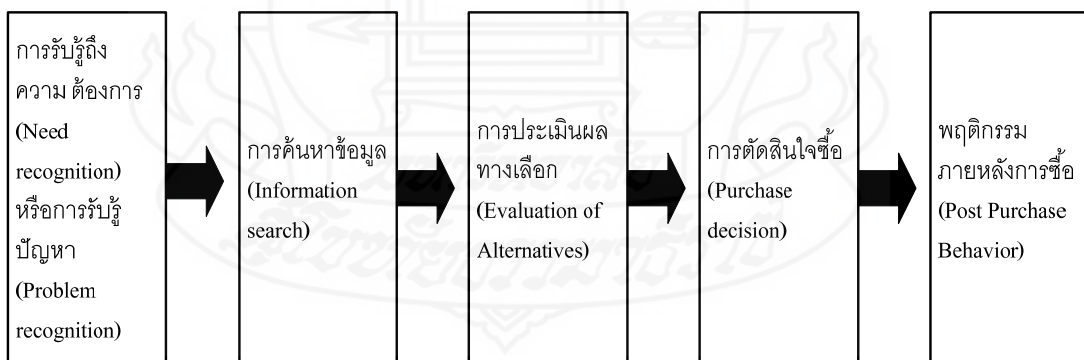 การรับรู้ถึง
ความ ต้องการ
(Need
recognition)
หรือการรับรู้
ปัญหา
(Problem
recognition)
การค้นหาข้อมูล
(Information
search)
การประเมินผล
ทางเลือก
(Evaluation of
Alternatives)
การตัดสินใจซื้อ
(Purchase
decision)
พฤติกรรม
ภายหลังการซื้อ
(Post Purchase
Behavior)